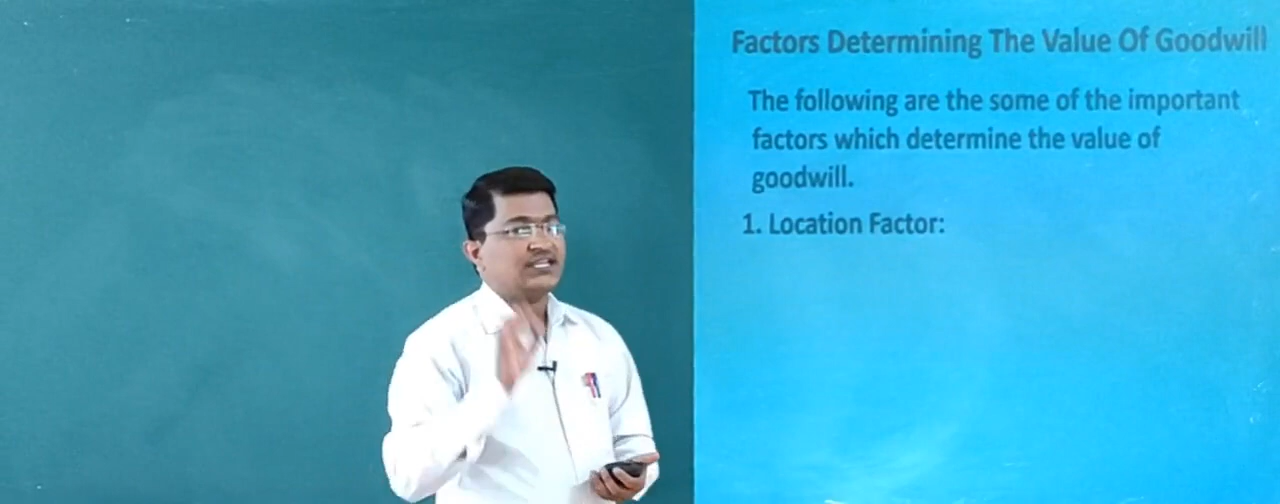 Factors Determining The Value Of Goodwill
The following are the some of the important
factors which determine the value of
goodwill.
1. Location Factor: